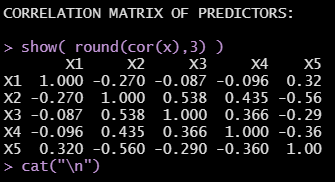 CORRELATION MATRIX OF PREDICTORS:
> show( round(cor(x),3) )
X1 X2 X3 X4 X5
X1 1.000 -0.270 -0.087 -0.096 0.32
X2 -0.270 1.000 0.538 0.435 -0.56
X3 -0.087 0.538 1.000 0.366 -0.29
X4 -0.096 0.435 0.366 1.000 -0.36
X5 0.320 -0.560 -0.290 -0.360 1.00
> cat("\n")